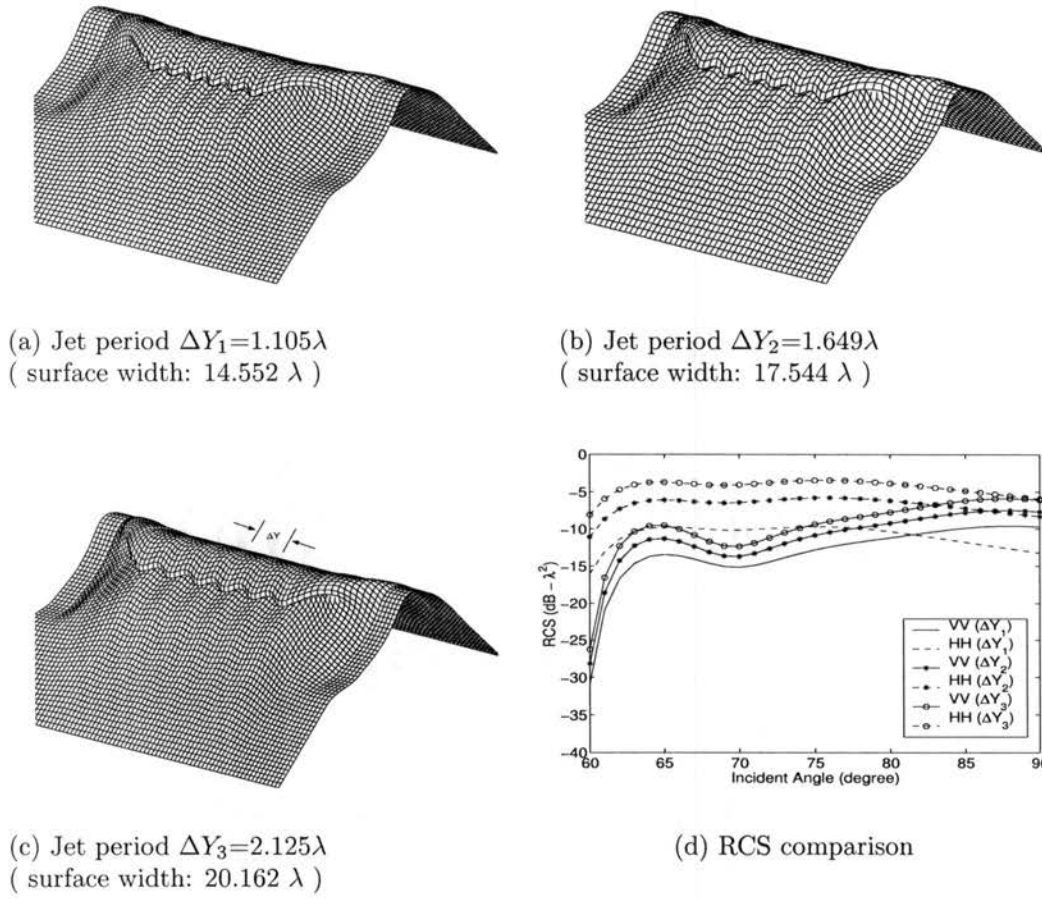 (a) Jet period ΔY₁=1.105λ
( surface width: 14.552 λ )
(b) Jet period ΔY₂=1.649λ
( surface width: 17.544 λ )
ΔY
(c) Jet period ΔY₃=2.125λ
( surface width: 20.162 λ )
0
−5
−10
−15
−20
−25
−30
−35
−40
RCS (dB − λ²)
60 65 70 75 80 85 90
Incident Angle (degree)
VV (ΔY₁)
HH (ΔY₁)
VV (ΔY₂)
HH (ΔY₂)
VV (ΔY₃)
HH (ΔY₃)
(d) RCS comparison